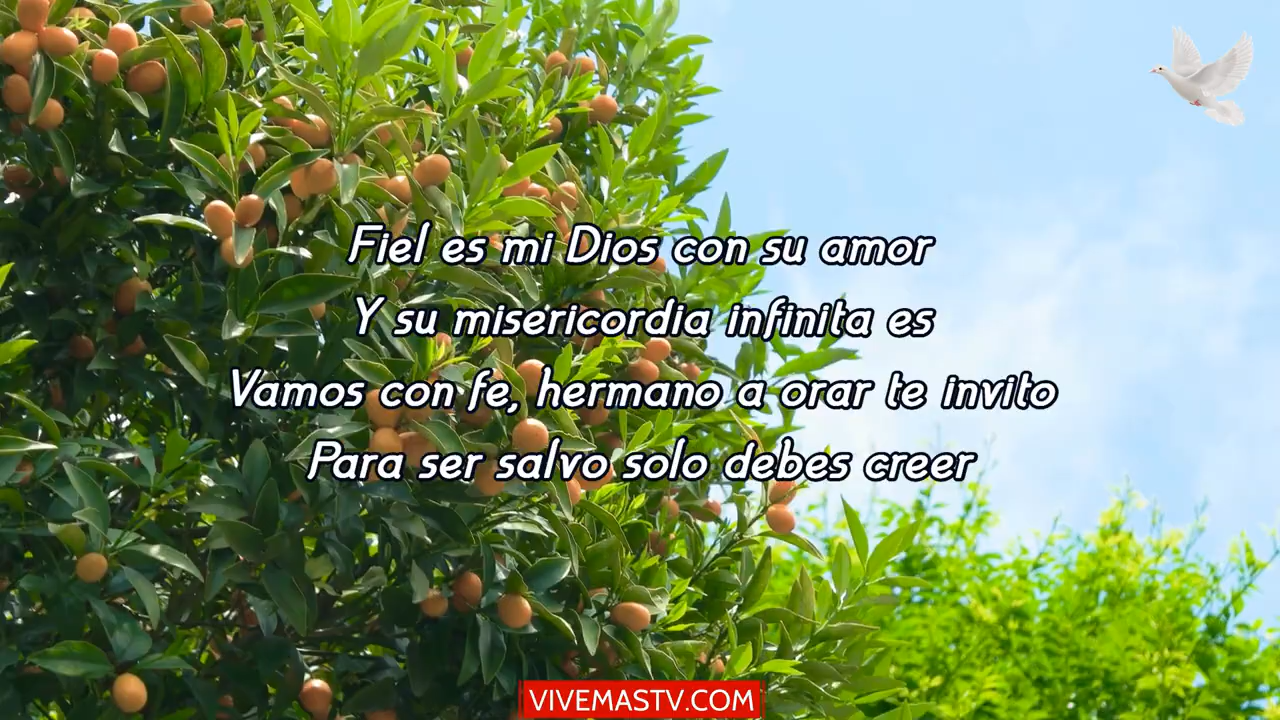 Fiel es mi Dios con su amor
Y su misericordia infinita es
Vamos con fe, hermano a orar te invito
Para ser salvo solo debes creer
VIVEMASTV.COM